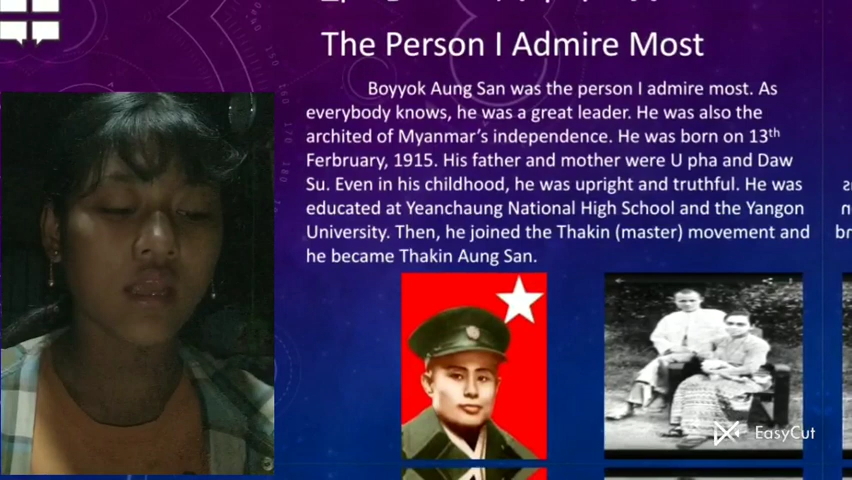 The Person I Admire Most
Boyyok Aung San was the person I admire most. As
everybody knows, he was a great leader. He was also the
archited of Myanmar's independence. He was born on 13th
Ferbruary, 1915. His father and mother were U pha and Daw
Su. Even in his childhood, he was upright and truthful. He was
educated at Yeanchaung National High School and the Yangon
University. Then, he joined the Thakin (master) movement and
he became Thakin Aung San.
EasyCut